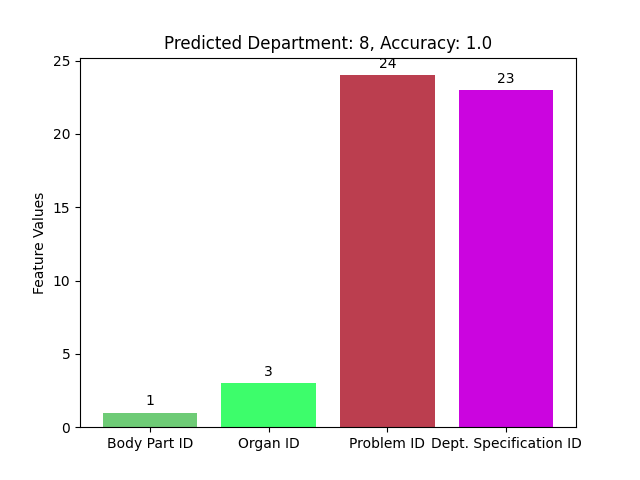 Predicted Department: 8, Accuracy: 1.0
25
20
15
10
5
0
Feature Values
1
3
24
23
Body Part ID
Organ ID
Problem ID
Dept. Specification ID